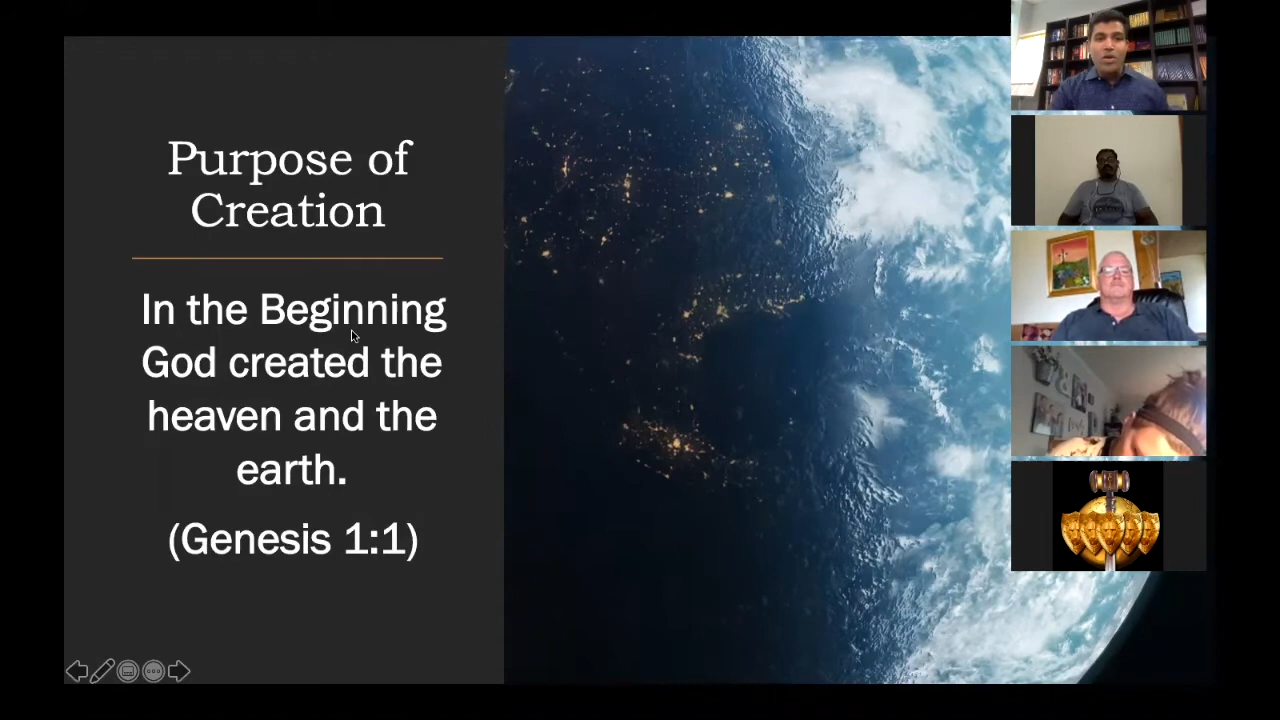 Purpose of
Creation
In the Beginning
God created the
heaven and the
earth.
(Genesis 1:1)